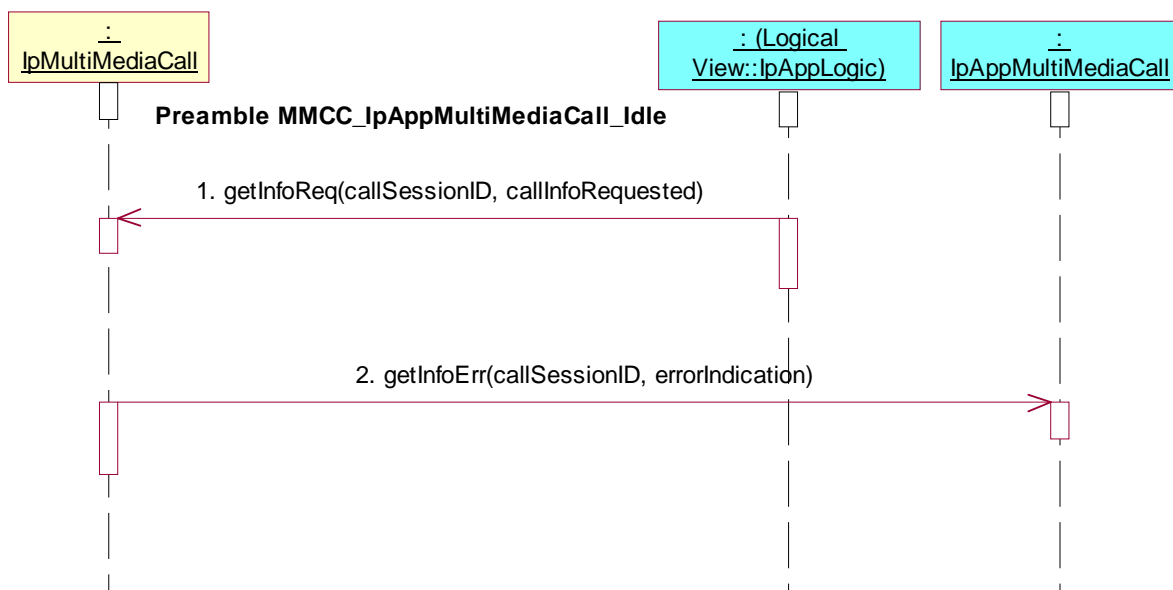 :
IpMultiMediaCall
: (Logical
View::IpAppLogic)
:
IpAppMultiMediaCall
Preamble MMCC_IpAppMultiMediaCall_Idle
1. getInfoReq(callSessionID, callInfoRequested)
2. getInfoErr(callSessionID, errorIndication)